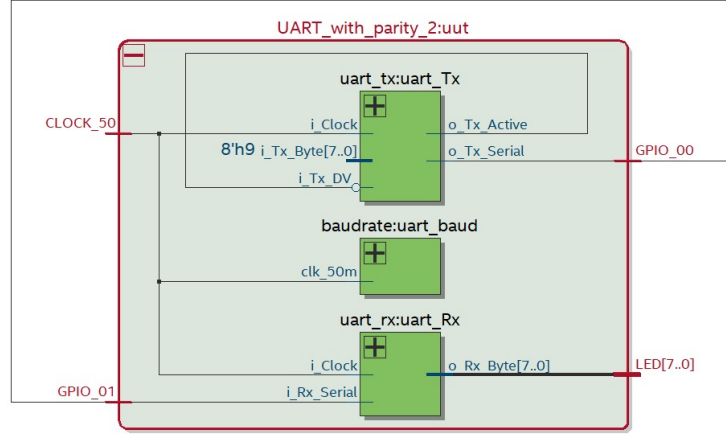 UART_with_parity_2:uut
uart_tx:uart_Tx
CLOCK_50
i_Clock
o_Tx_Active
8'h9 i_Tx_Byte[7..0]
o_Tx_Serial
GPIO_00
i_Tx_DV
baudrate:uart_baud
clk_50m
uart_rx:uart_Rx
i_Clock
o_Rx_Byte[7..0]
LED[7..0]
GPIO_01
i_Rx_Serial